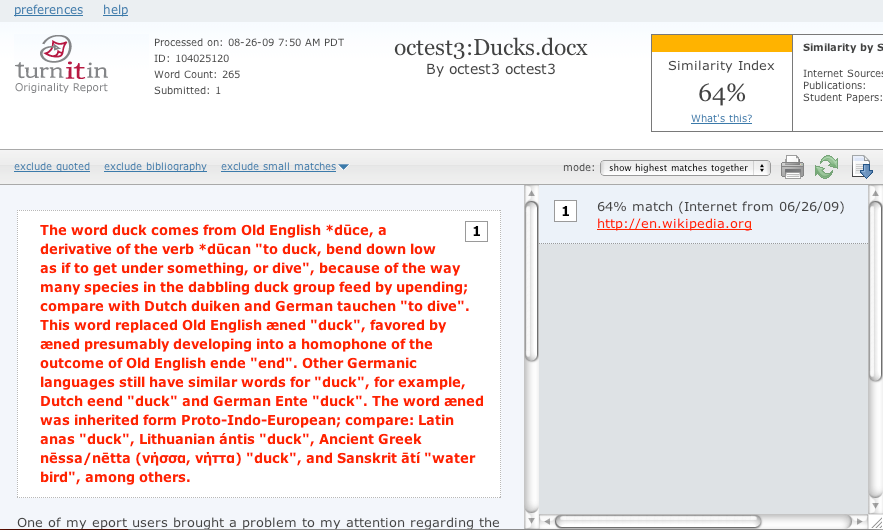 preferences help
turnitin
Originality Report
Processed on: 08-26-09 7:50 AM PDT
ID: 104025120
Word Count: 265
Submitted: 1
octest3:Ducks.docx
By octest3 octest3
Similarity Index
64%
What's this?
Similarity by S
Internet Sources
Publications:
Student Papers:
exclude quoted exclude bibliography exclude small matches
mode: show highest matches together
The word duck comes from Old English *dūce, a
derivative of the verb *dūcan "to duck, bend down low
as if to get under something, or dive", because of the way
many species in the dabbling duck group feed by upending;
compare with Dutch duiken and German tauchen "to dive".
This word replaced Old English æned "duck", favored by
æned presumably developing into a homophone of the
outcome of Old English ende "end". Other Germanic
languages still have similar words for "duck", for example,
Dutch eend "duck" and German Ente "duck". The word æned
was inherited form Proto-Indo-European; compare: Latin
anas "duck", Lithuanian ántis "duck", Ancient Greek
nēssa/nētta (νήσσα, νήττα) "duck", and Sanskrit ātí "water
bird", among others.
1
One of my eport users brought a problem to my attention regarding the
1
64% match (Internet from 06/26/09)
http://en.wikipedia.org